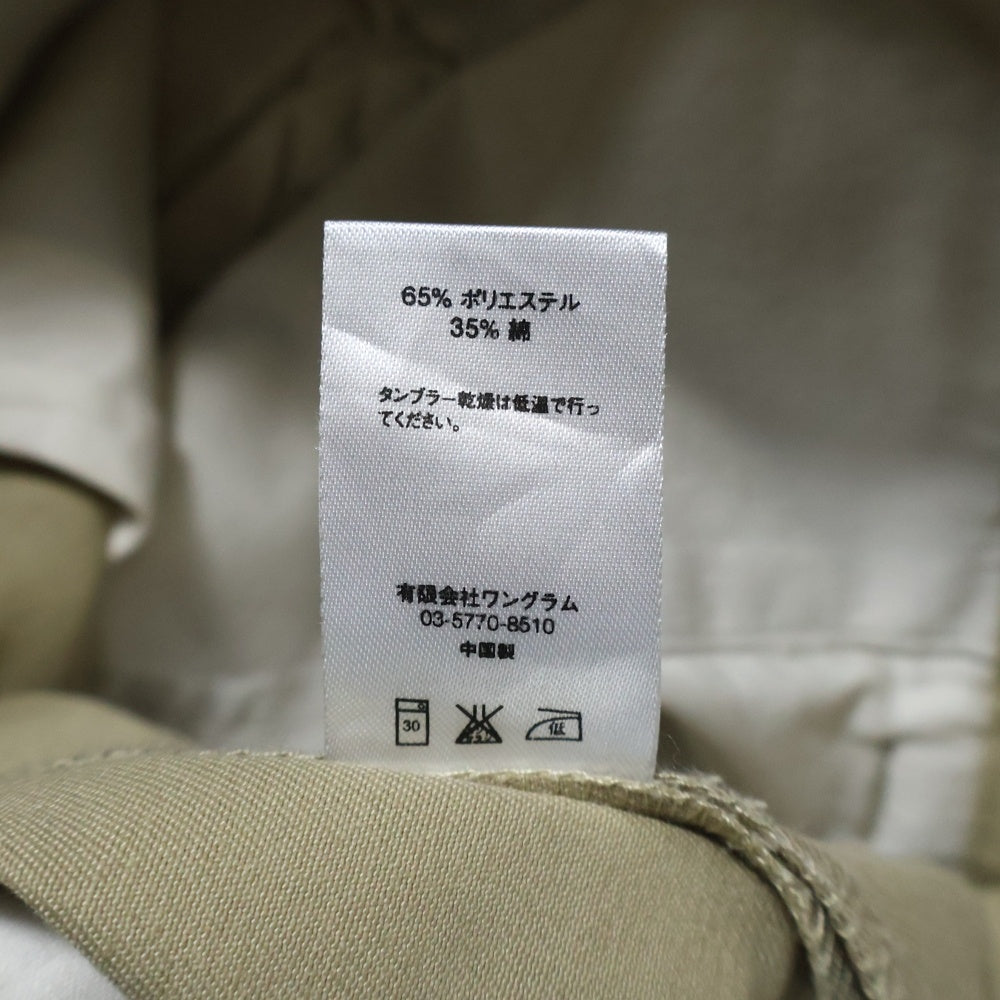 65% ポリエステル
35% 綿
タンブラー乾燥は低温で行っ
てください。
有限会社ワングラム
03-5770-8510
中国製
30
低